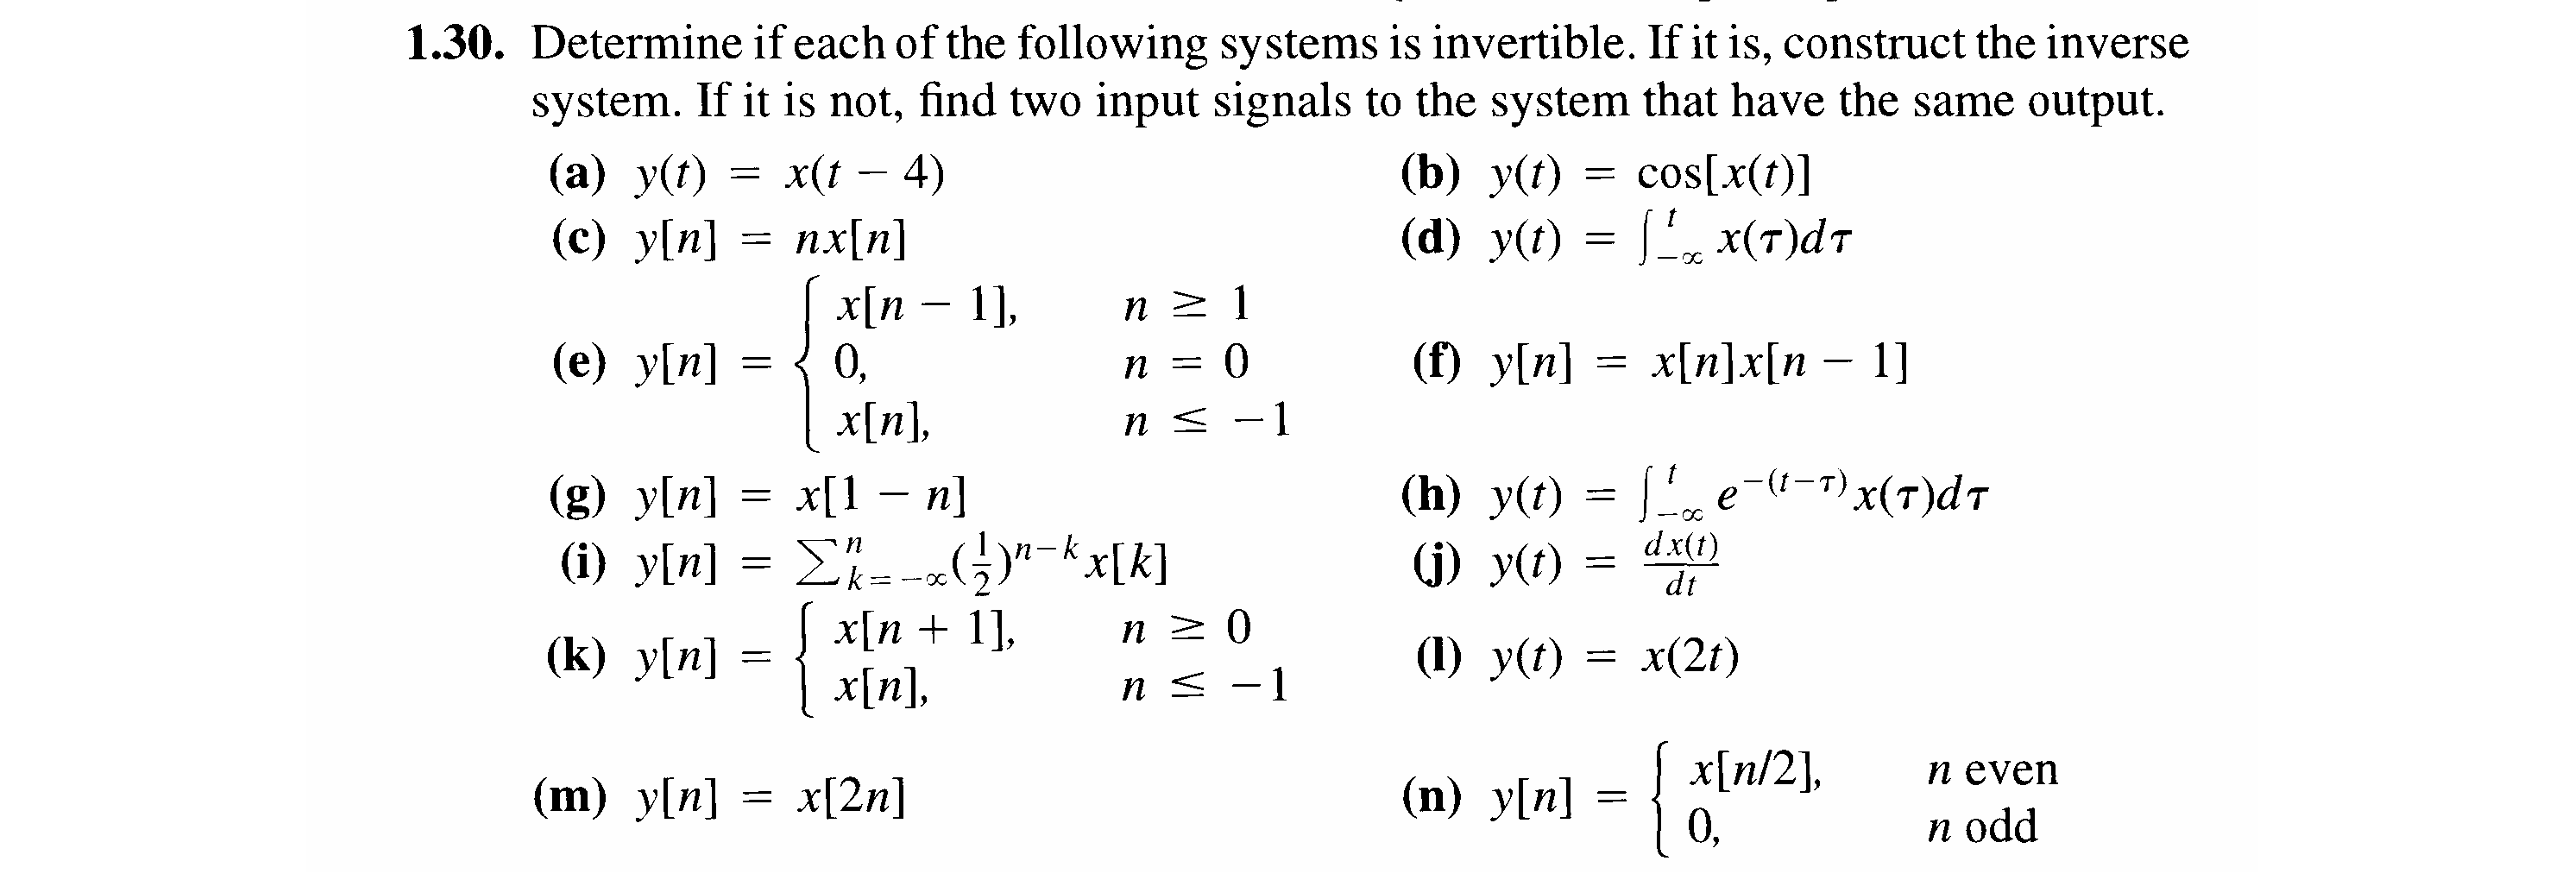 1.30. Determine if each of the following systems is invertible. If it is, construct the inverse
system. If it is not, find two input signals to the system that have the same output.
(a) y(t) = x(t − 4) (b) y(t) = cos[x(t)]
(c) y[n] = nx[n] (d) y(t) = ∫_{−∞}^{t} x(τ)dτ
(e) y[n] = { x[n − 1], n ≥ 1
0, n = 0
x[n], n ≤ −1
(f) y[n] = x[n]x[n − 1]
(g) y[n] = x[1 − n] (h) y(t) = ∫_{−∞}^{t} e^{−(t−τ)} x(τ)dτ
(i) y[n] = ∑_{k=−∞}^{n} (1/2)^{n−k} x[k] (j) y(t) = dx(t)/dt
(k) y[n] = { x[n + 1], n ≥ 0
x[n], n ≤ −1
(l) y(t) = x(2t)
(m) y[n] = x[2n] (n) y[n] = { x[n/2], n even
0, n odd